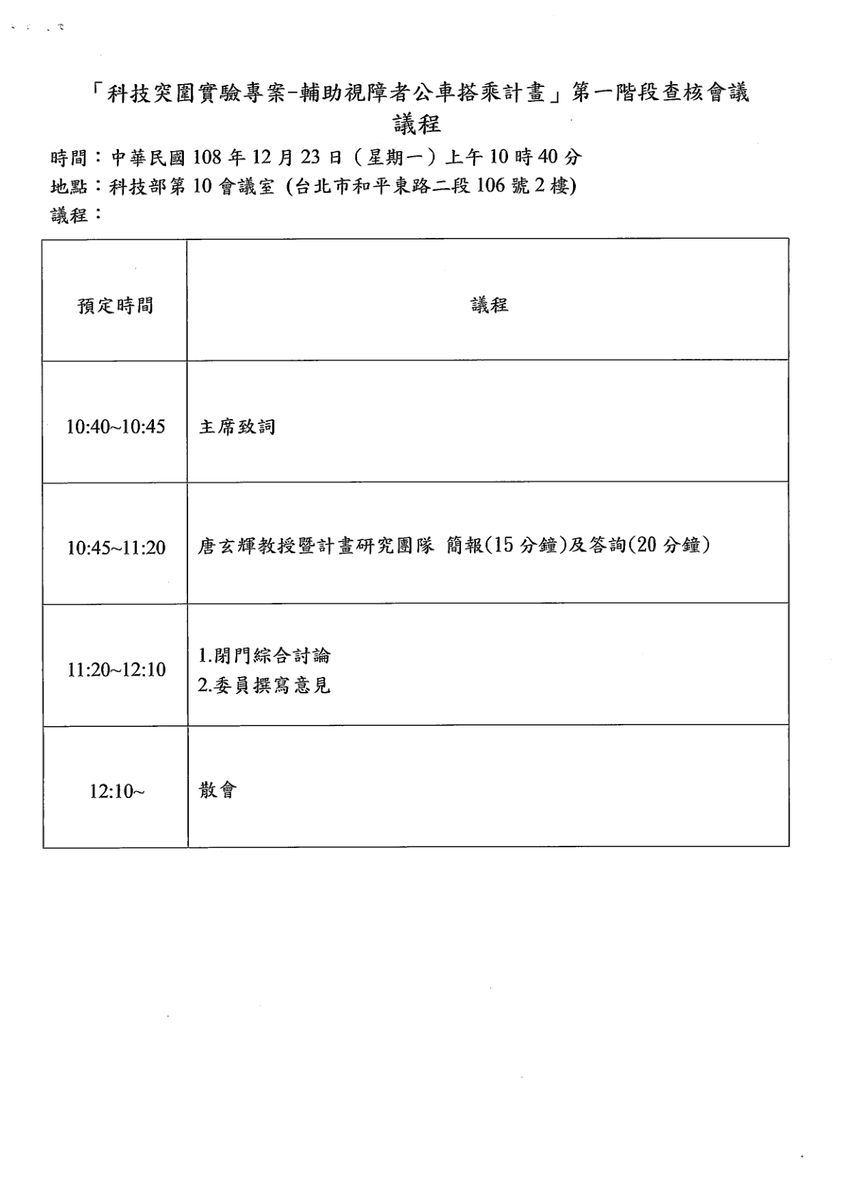 「科技突圍實驗專案-輔助視障者公車搭乘計畫」第一階段查核會議
議程
時間：中華民國 108 年 12 月 23 日（星期一）上午 10 時 40 分
地點：科技部第 10 會議室 (台北市和平東路二段 106 號 2 樓)
議程：
預定時間 議程
10:40~10:45 主席致詞
10:45~11:20 唐玄輝教授暨計畫研究團隊 簡報(15 分鐘)及答詢(20 分鐘)
11:20~12:10 1.閉門綜合討論
2.委員撰寫意見
12:10~ 散會